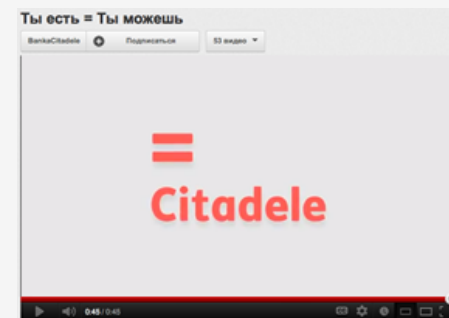 Ты есть = Ты можешь
BankaCitadele Подписаться 53 видео
=
Citadele
0:45 / 0:45